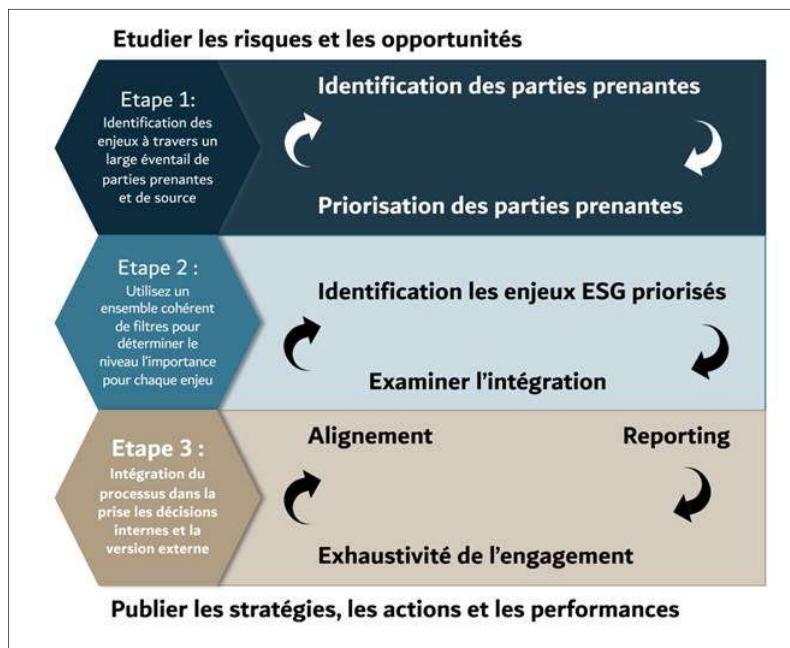 Etudier les risques et les opportunités
Etape 1:
Identification des
enjeux à travers un
large éventail de
parties prenantes
et de source
Identification des parties prenantes
Priorisation des parties prenantes
Etape 2 :
Utilisez un
ensemble cohérent
de filtres pour
déterminer le
niveau l'importance
pour chaque enjeu
Identification les enjeux ESG priorisés
Examiner l'intégration
Etape 3 :
Intégration du
processus dans la
prise les décisions
internes et la
version externe
Alignement
Reporting
Exhaustivité de l'engagement
Publier les stratégies, les actions et les performances